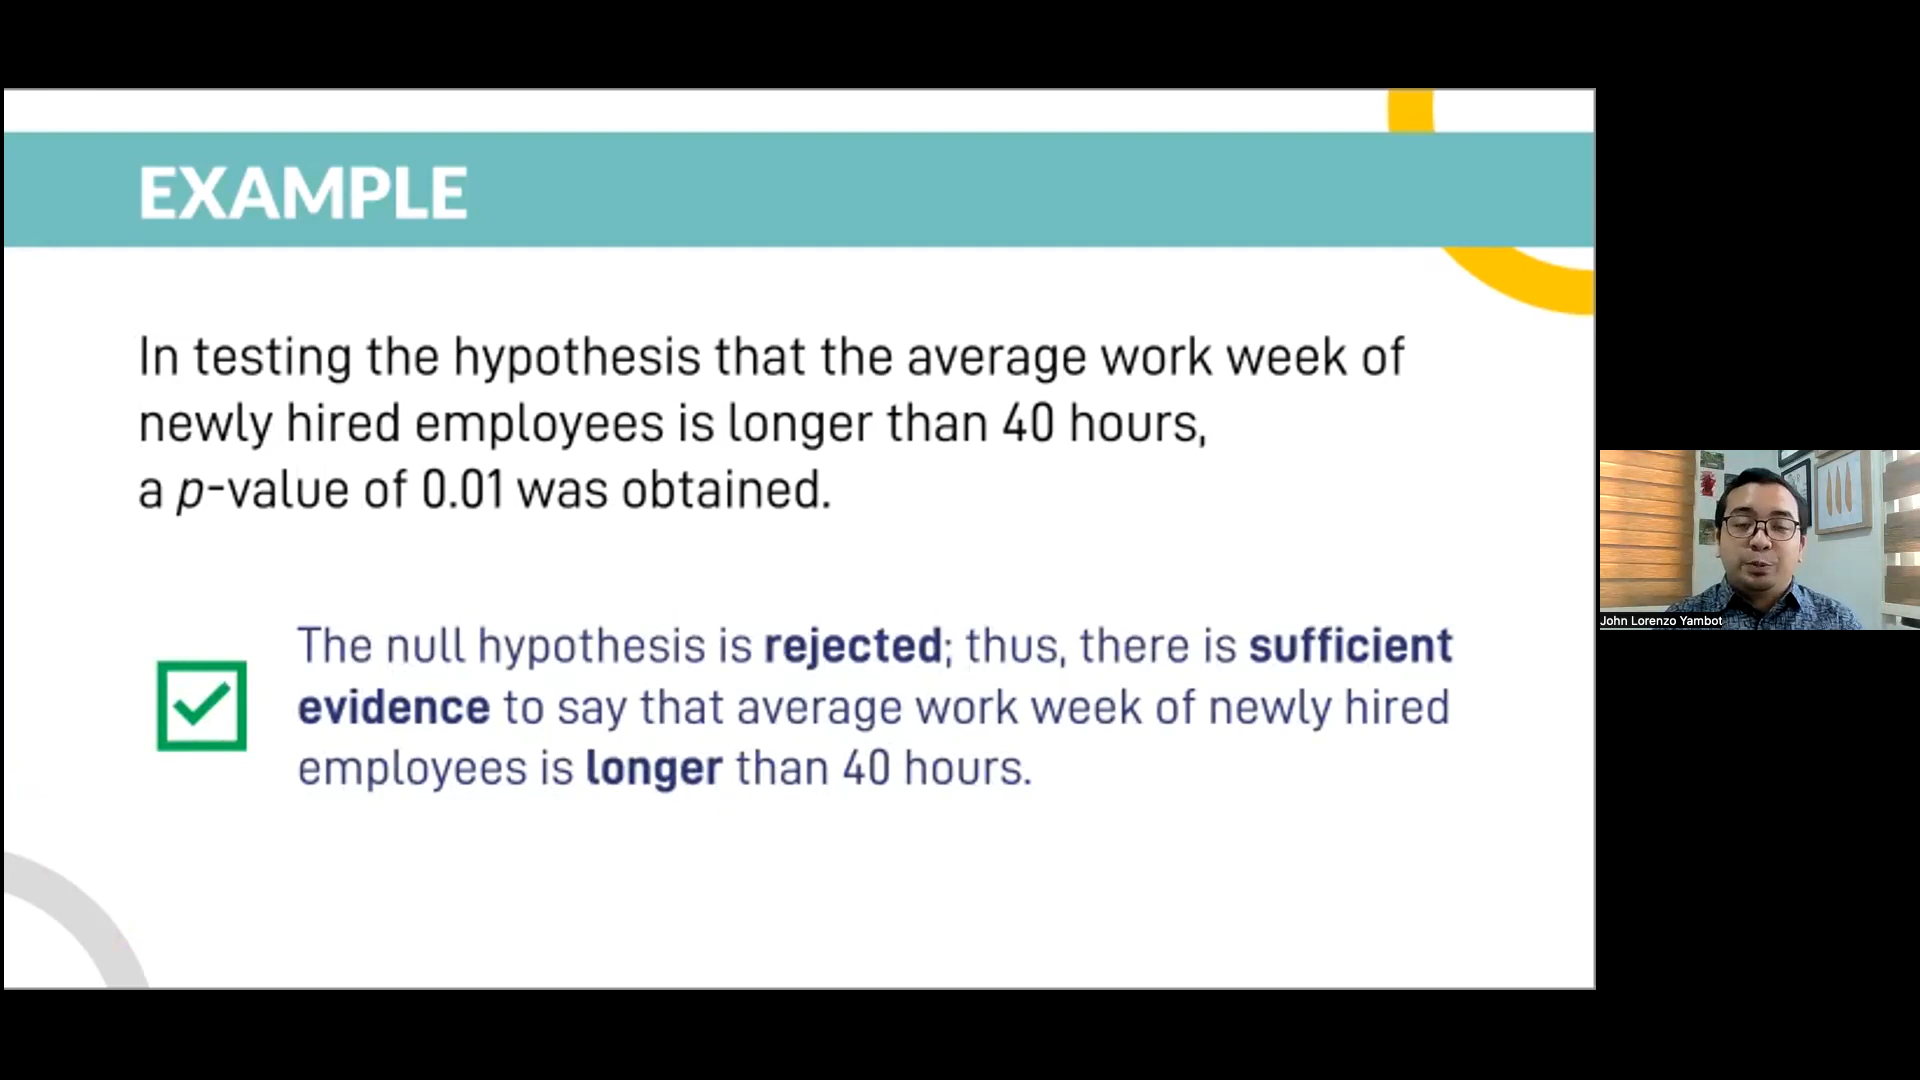 EXAMPLE
In testing the hypothesis that the average work week of
newly hired employees is longer than 40 hours,
a p-value of 0.01 was obtained.
The null hypothesis is rejected; thus, there is sufficient
evidence to say that average work week of newly hired
employees is longer than 40 hours.
John Lorenzo Yambot